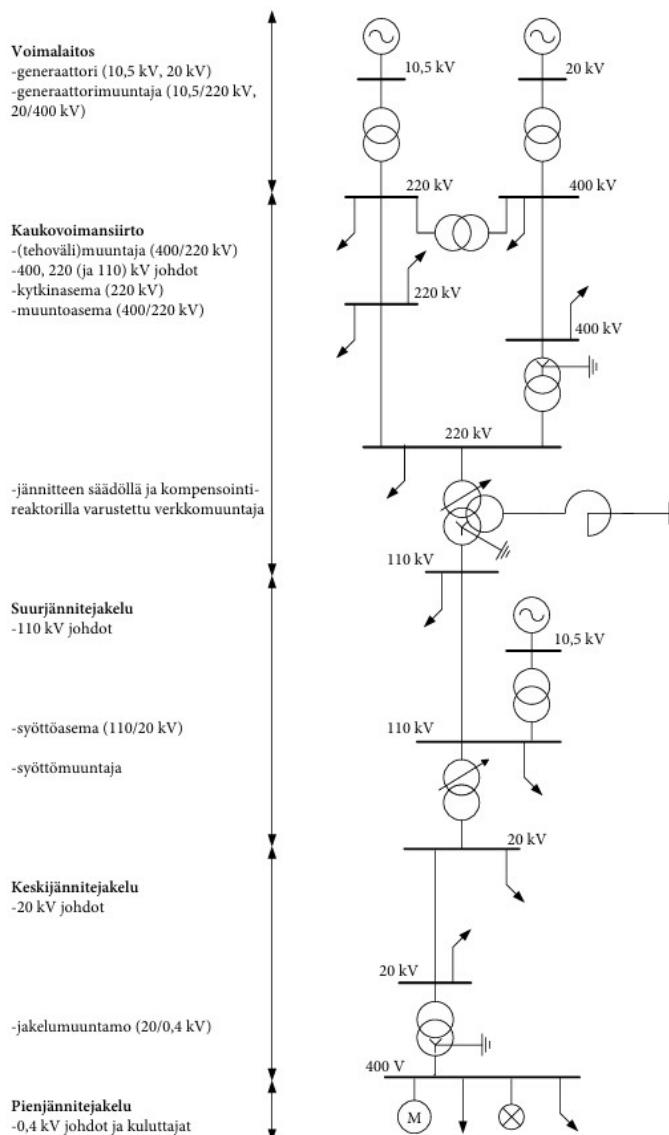 Voimalaitos
-generaattori (10,5 kV, 20 kV)
-generaattorimuuntaja (10,5/220 kV,
20/400 kV)
10,5 kV
20 kV
220 kV
400 kV
Kaukovoimansiirto
-(tehoväli)muuntaja (400/220 kV)
-400, 220 (ja 110) kV johdot
-kytkinasema (220 kV)
-muuntoasema (400/220 kV)
220 kV
400 kV
220 kV
-jännitteen säädöllä ja kompensointi-
reaktorilla varustettu verkkomuuntaja
110 kV
Suurjännitejakelu
-110 kV johdot
10,5 kV
-syöttöasema (110/20 kV)
110 kV
-syöttömuuntaja
20 kV
Keskijännitejakelu
-20 kV johdot
20 kV
-jakelumuuntamo (20/0,4 kV)
400 V
Pienjännitejakelu
-0,4 kV johdot ja kuluttajat
M